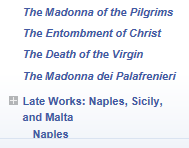 The Madonna of the Pilgrims
The Entombment of Christ
The Death of the Virgin
The Madonna dei Palafrenieri
Late Works: Naples, Sicily,
and Malta
Naples